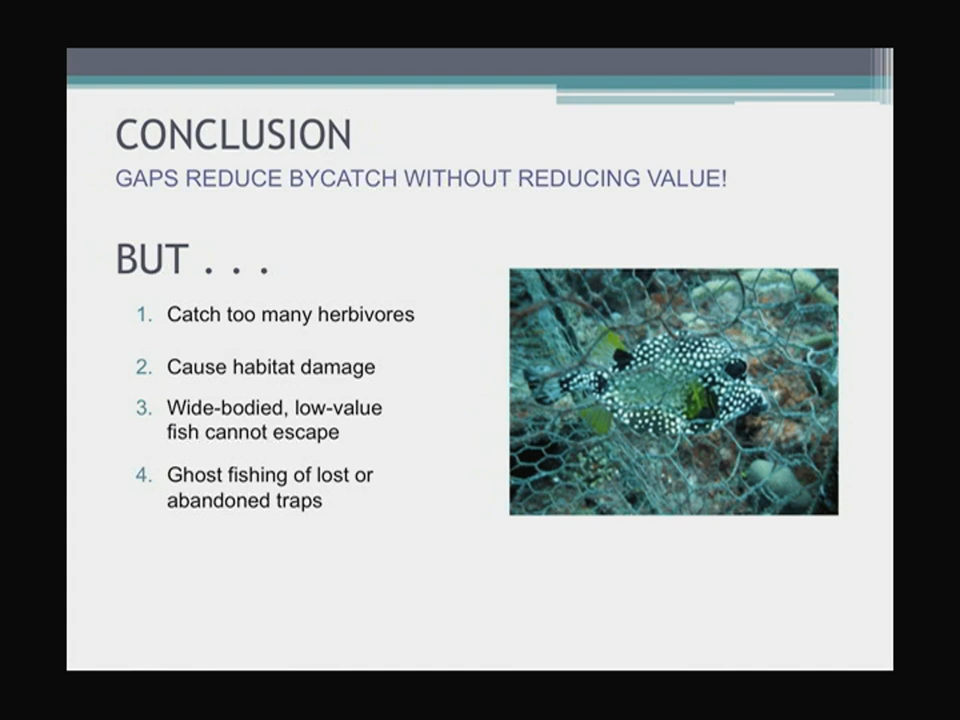 CONCLUSION
GAPS REDUCE BYCATCH WITHOUT REDUCING VALUE!
BUT . . .
1. Catch too many herbivores
2. Cause habitat damage
3. Wide-bodied, low-value
fish cannot escape
4. Ghost fishing of lost or
abandoned traps